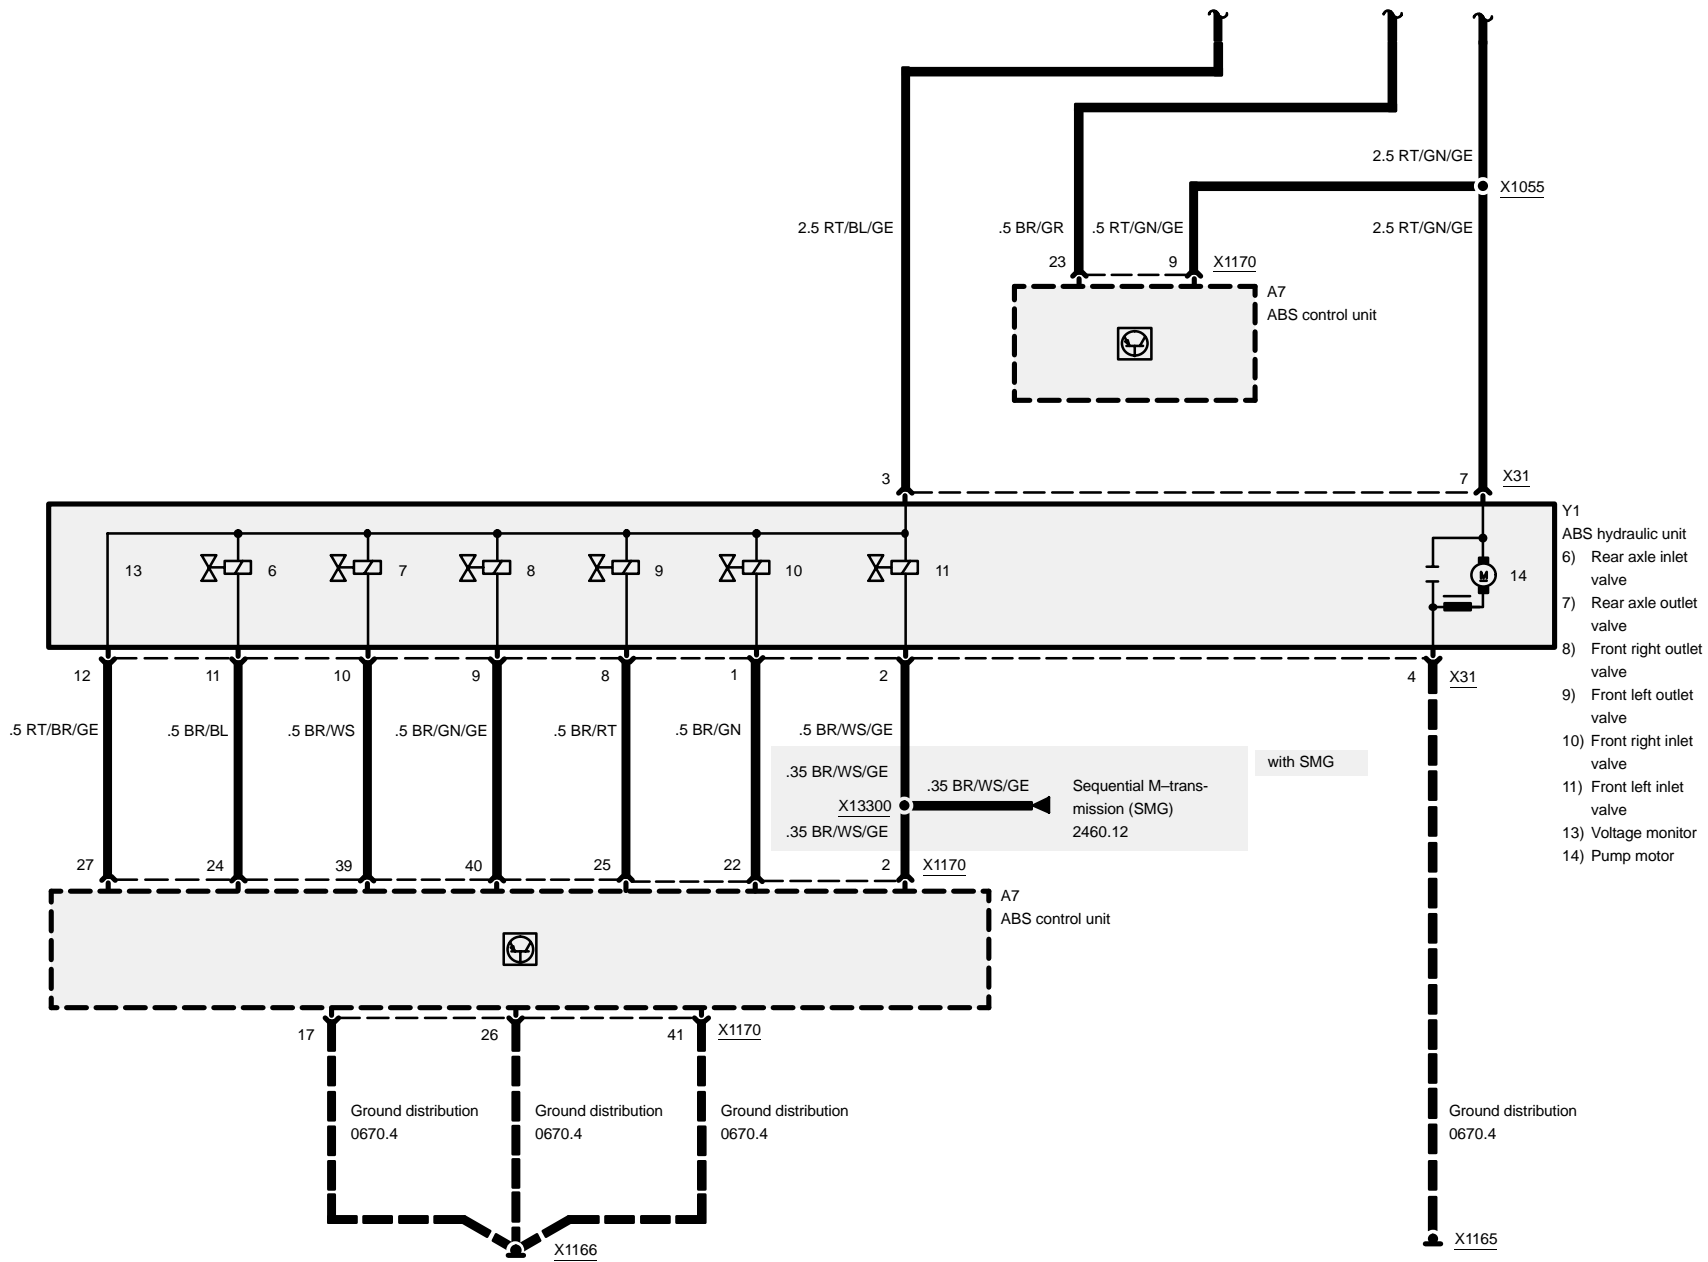 2.5 RT/GN/GE
X1055
2.5 RT/BL/GE
.5 BR/GR
.5 RT/GN/GE
2.5 RT/GN/GE
23
9
X1170
A7
ABS control unit
3
7
X31
Y1
ABS hydraulic unit
6) Rear axle inlet
valve
7) Rear axle outlet
valve
8) Front right outlet
valve
9) Front left outlet
valve
10) Front right inlet
valve
11) Front left inlet
valve
13) Voltage monitor
14) Pump motor
13
6
7
8
9
10
11
M
14
12
11
10
9
8
1
2
4
X31
.5 RT/BR/GE
.5 BR/BL
.5 BR/WS
.5 BR/GN/GE
.5 BR/RT
.5 BR/GN
.5 BR/WS/GE
with SMG
.35 BR/WS/GE
.35 BR/WS/GE
X13300
.35 BR/WS/GE
Sequential M–trans-
mission (SMG)
2460.12
27
24
39
40
25
22
2
X1170
A7
ABS control unit
17
26
41
X1170
Ground distribution
0670.4
Ground distribution
0670.4
Ground distribution
0670.4
Ground distribution
0670.4
X1166
X1165